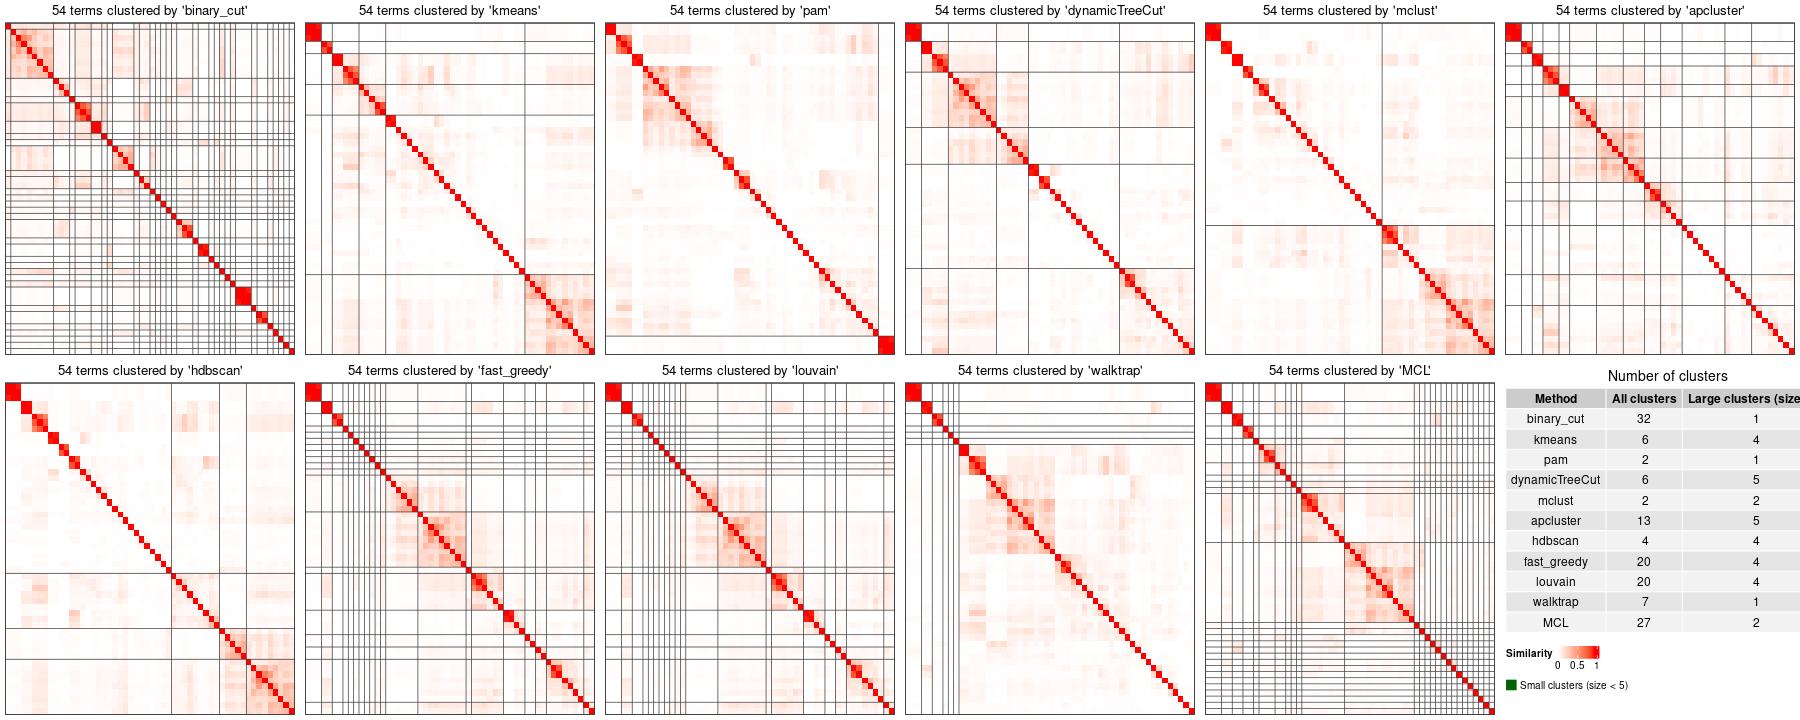 54 terms clustered by 'binary_cut'
54 terms clustered by 'kmeans'
54 terms clustered by 'pam'
54 terms clustered by 'dynamicTreeCut'
54 terms clustered by 'mclust'
54 terms clustered by 'apcluster'
54 terms clustered by 'hdbscan'
54 terms clustered by 'fast_greedy'
54 terms clustered by 'louvain'
54 terms clustered by 'walktrap'
54 terms clustered by 'MCL'
Number of clusters
Method All clusters Large clusters (size
binary_cut 32 1
kmeans 6 4
pam 2 1
dynamicTreeCut 6 5
mclust 2 2
apcluster 13 5
hdbscan 4 4
fast_greedy 20 4
louvain 20 4
walktrap 7 1
MCL 27 2
Similarity
0 0.5 1
Small clusters (size < 5)